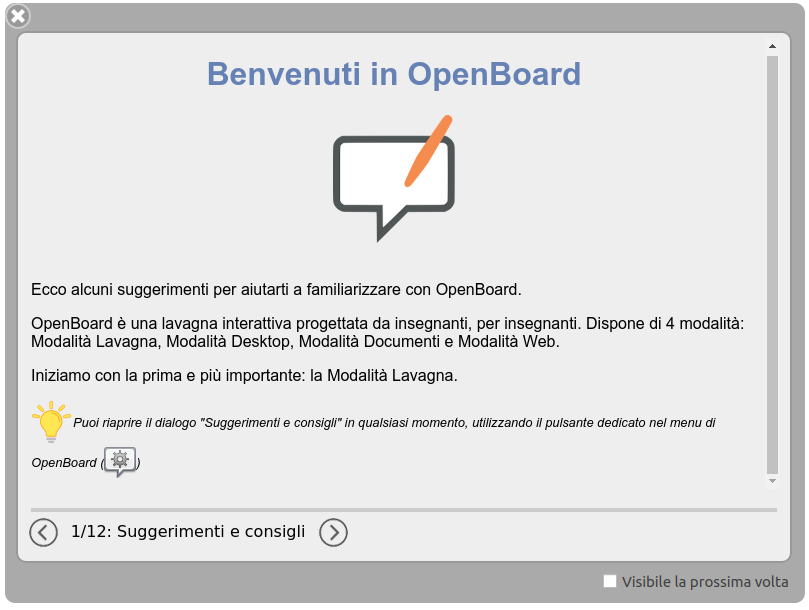 Benvenuti in OpenBoard
Ecco alcuni suggerimenti per aiutarti a familiarizzare con OpenBoard.
OpenBoard è una lavagna interattiva progettata da insegnanti, per insegnanti. Dispone di 4 modalità:
Modalità Lavagna, Modalità Desktop, Modalità Documenti e Modalità Web.
Iniziamo con la prima e più importante: la Modalità Lavagna.
Puoi riaprire il dialogo "Suggerimenti e consigli" in qualsiasi momento, utilizzando il pulsante dedicato nel menu di
OpenBoard ( )
1/12: Suggerimenti e consigli
Visibile la prossima volta